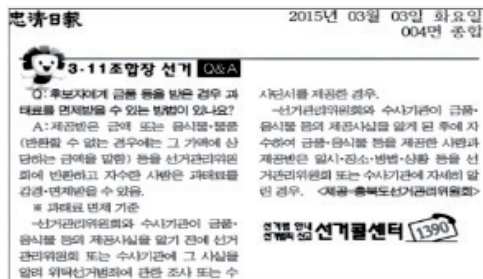 忠淸日報
2015년 03월 03일 화요일
004면 종합
3·11조합장 선거 Q&A
Q: 후보자에게 금품 등을 받은 경우 과
태료를 면제받을 수 있는 방법이 있나요?
A: 제공받은 금액 또는 음식물·물품
(반환할 수 없는 경우에는 그 가액에 상
당하는 금액을 말함) 등을 선거관리위원
회에 반환하고 자수한 사람은 과태료를
감경·면제받을 수 있음.
※ 과태료 면제 기준
-선거관리위원회와 수사기관이 금품·
음식물 등의 제공사실을 알기 전에 선거
관리위원회 또는 수사기관에 그 사실을
알려 위탁선거범죄에 관한 조사 또는 수
사단서를 제공한 경우.
-선거관리위원회와 수사기관이 금품·
음식물 등의 제공사실을 알게 된 후에 자
수하여 금품·음식물 등을 제공한 사람과
제공받은 일시·장소·방법·상황 등을 선
거관리위원회 또는 수사기관에 자세히 알
린 경우. <제공=충북도선거관리위원회>
선거법 안내
선거범죄 신고 선거콜센터 1390